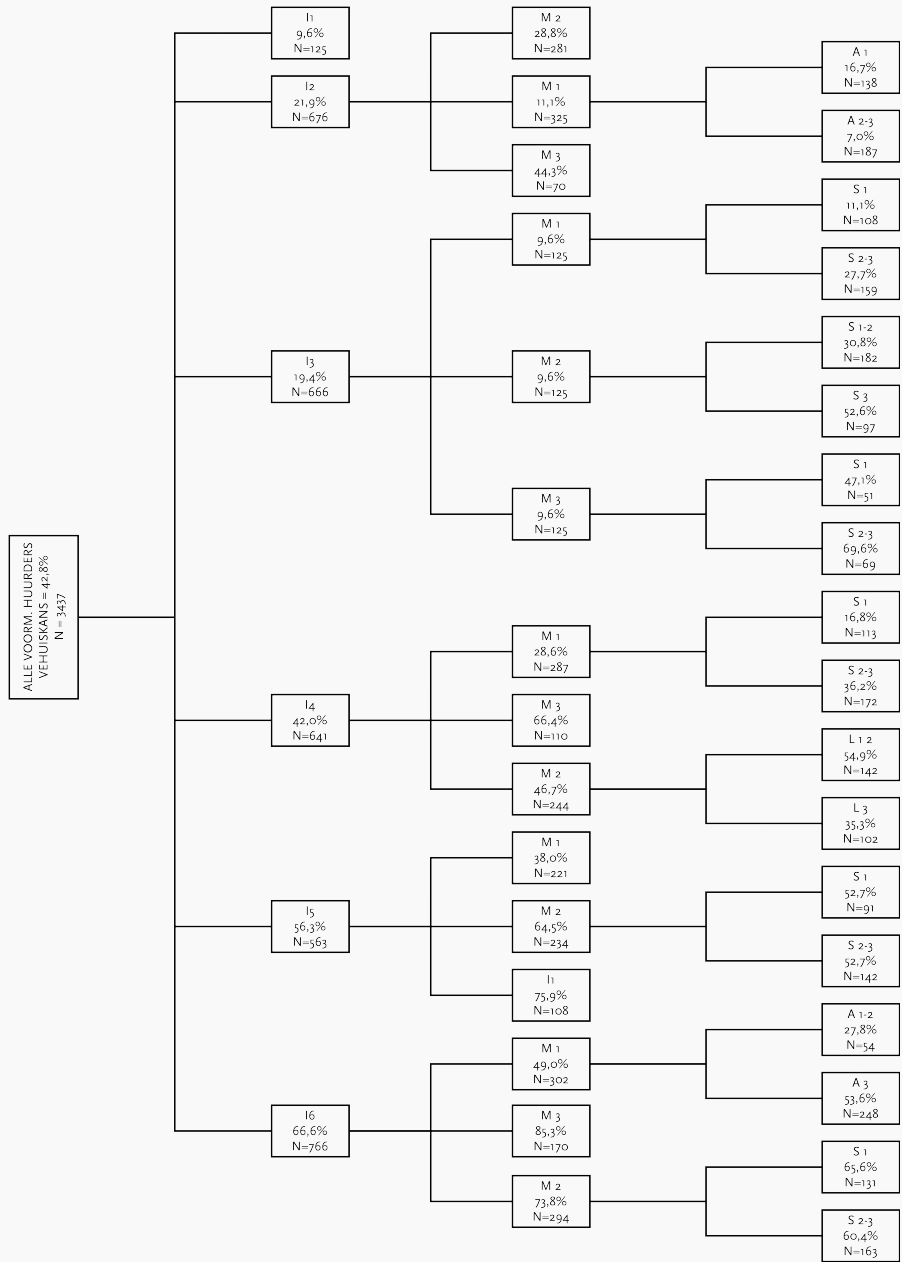 ALLE VOORM. HUURDERS
VEHUISKANS = 42,8%
N = 3437
I1
9,6%
N=125
I2
21,9%
N=676
I3
19,4%
N=666
I4
42,0%
N=641
I5
56,3%
N=563
I6
66,6%
N=766
M 2
28,8%
N=281
M 1
11,1%
N=325
M 3
44,3%
N=70
M 1
9,6%
N=125
M 2
9,6%
N=125
M 3
9,6%
N=125
M 1
28,6%
N=287
M 3
66,4%
N=110
M 2
46,7%
N=244
M 1
38,0%
N=221
M 2
64,5%
N=234
I1
75,9%
N=108
M 1
49,0%
N=302
M 3
85,3%
N=170
M 2
73,8%
N=294
A 1
16,7%
N=138
A 2-3
7,0%
N=187
S 1
11,1%
N=108
S 2-3
27,7%
N=159
S 1-2
30,8%
N=182
S 3
52,6%
N=97
S 1
47,1%
N=51
S 2-3
69,6%
N=69
S 1
16,8%
N=113
S 2-3
36,2%
N=172
L 1 2
54,9%
N=142
L 3
35,3%
N=102
S 1
52,7%
N=91
S 2-3
52,7%
N=142
A 1-2
27,8%
N=54
A 3
53,6%
N=248
S 1
65,6%
N=131
S 2-3
60,4%
N=163